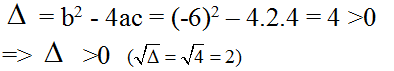 Δ = b² - 4ac = (-6)² – 4.2.4 = 4 >0
=> Δ >0 (√Δ = √4 = 2)